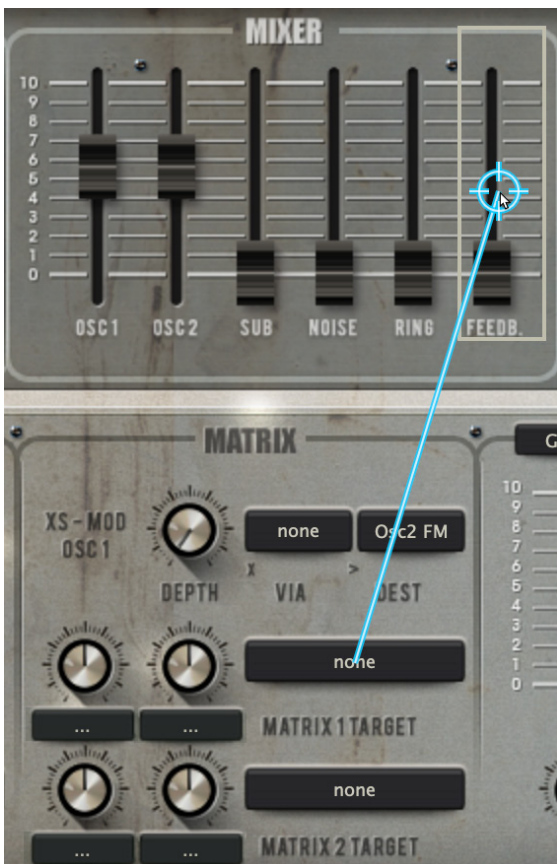 MIXER
10
9
8
7
6
5
4
3
2
1
0
OSC1 OSC2 SUB NOISE RING FEEDB.
MATRIX
G
XS-MOD
OSC1
none
Osc2 FM
x
>
DEPTH VIA DEST
none
... ...
MATRIX 1 TARGET
none
... ...
MATRIX 2 TARGET
10
9
8
7
6
5
4
3
2
1
0